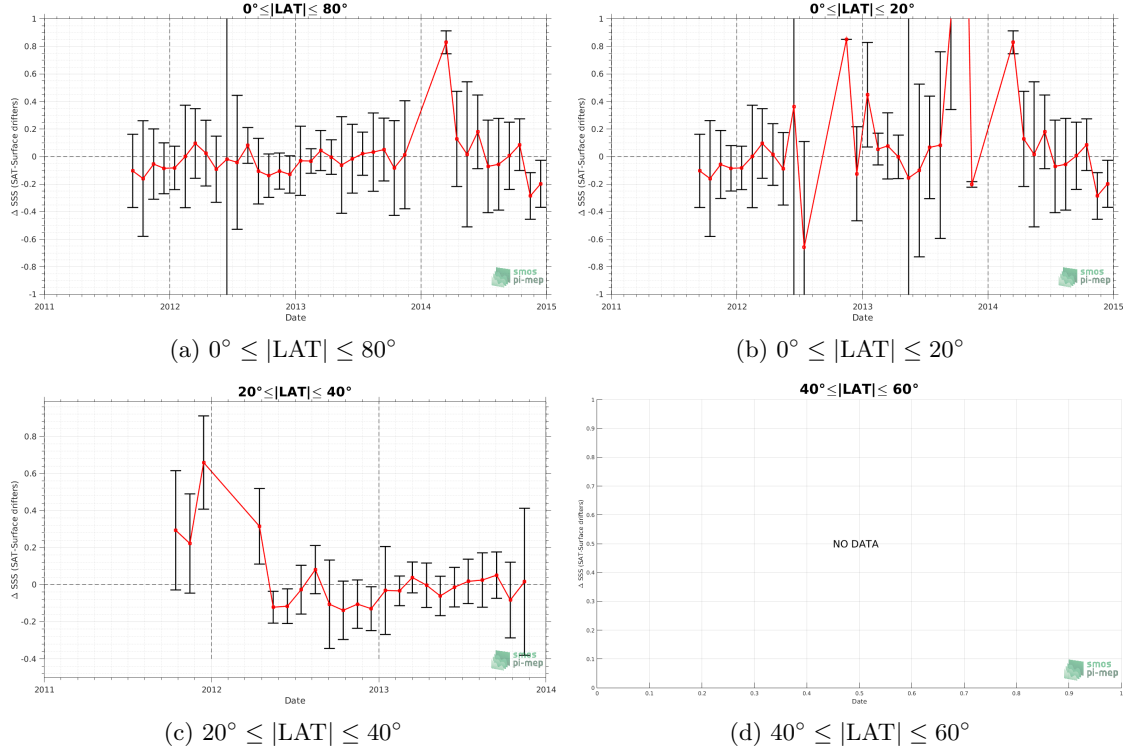 0°≤|LAT|≤ 80°
Δ SSS (SAT-Surface drifters)
1
0.8
0.6
0.4
0.2
0
-0.2
-0.4
-0.6
-0.8
-1
2011 2012 2013 2014 2015
Date
smos
pi-mep
(a) 0° ≤ |LAT| ≤ 80°
0°≤|LAT|≤ 20°
Δ SSS (SAT-Surface drifters)
1
0.8
0.6
0.4
0.2
0
-0.2
-0.4
-0.6
-0.8
-1
2011 2012 2013 2014 2015
Date
smos
pi-mep
(b) 0° ≤ |LAT| ≤ 20°
20°≤|LAT|≤ 40°
Δ SSS (SAT-Surface drifters)
0.8
0.6
0.4
0.2
0
-0.2
-0.4
2011 2012 2013 2014
Date
smos
pi-mep
(c) 20° ≤ |LAT| ≤ 40°
40°≤|LAT|≤ 60°
Δ SSS (SAT-Surface drifters)
1
0.9
0.8
0.7
0.6
0.5
0.4
0.3
0.2
0.1
0
NO DATA
0 0.1 0.2 0.3 0.4 0.5 0.6 0.7 0.8 0.9 1
Date
smos
pi-mep
(d) 40° ≤ |LAT| ≤ 60°